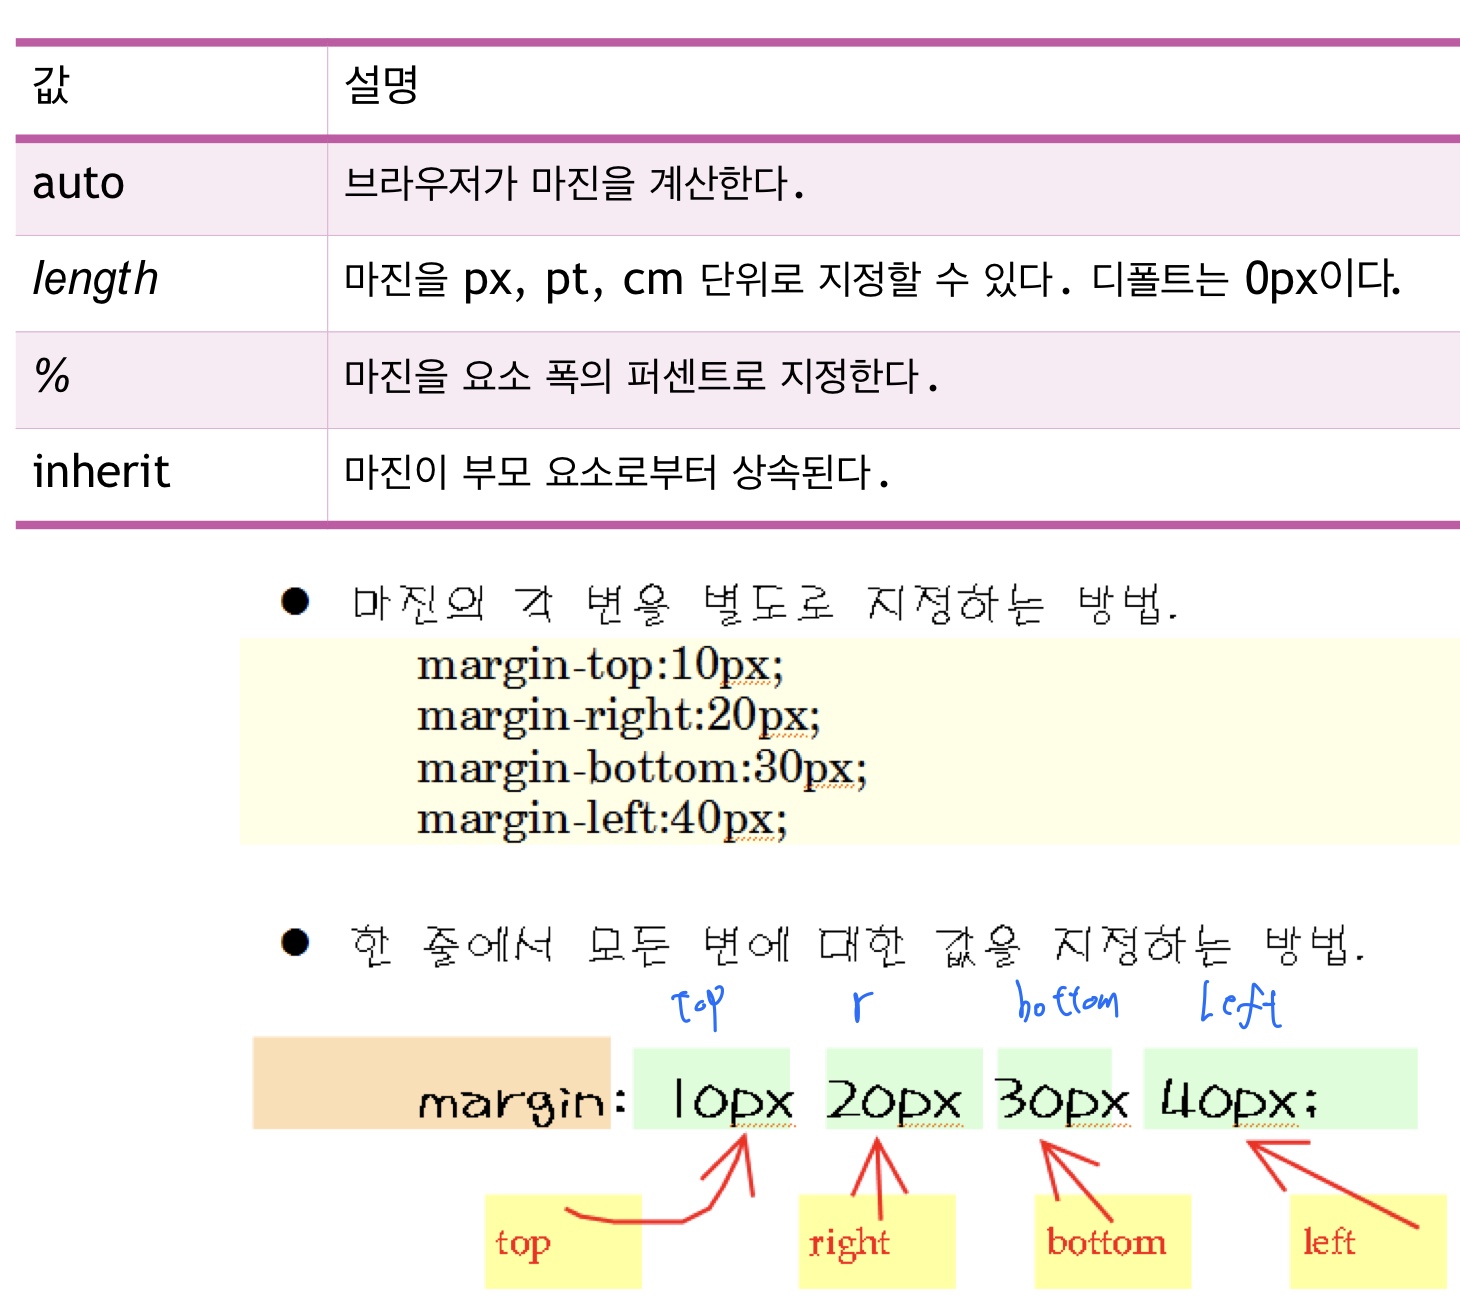 값 설명
auto 브라우저가 마진을 계산한다.
length 마진을 px, pt, cm 단위로 지정할 수 있다. 디폴트는 0px이다.
% 마진을 요소 폭의 퍼센트로 지정한다.
inherit 마진이 부모 요소로부터 상속된다.
● 마진의 각 변을 별도로 지정하는 방법.
margin-top:10px;
margin-right:20px;
margin-bottom:30px;
margin-left:40px;
● 한 줄에서 모든 변에 대한 값을 지정하는 방법.
top r bottom left
margin: 10px 20px 30px 40px;
top right bottom left